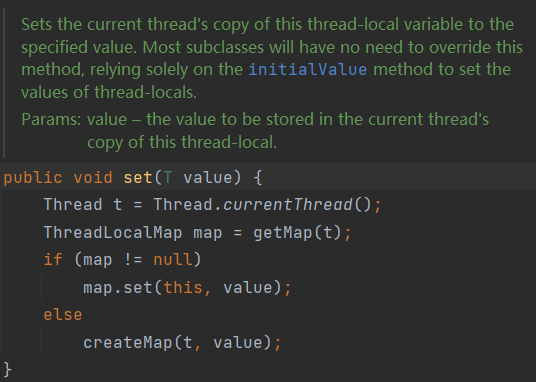 Sets the current thread's copy of this thread-local variable to the
specified value. Most subclasses will have no need to override this
method, relying solely on the initialValue method to set the
values of thread-locals.
Params: value – the value to be stored in the current thread's
copy of this thread-local.
public void set(T value) {
    Thread t = Thread.currentThread();
    ThreadLocalMap map = getMap(t);
    if (map != null)
        map.set(this, value);
    else
        createMap(t, value);
}